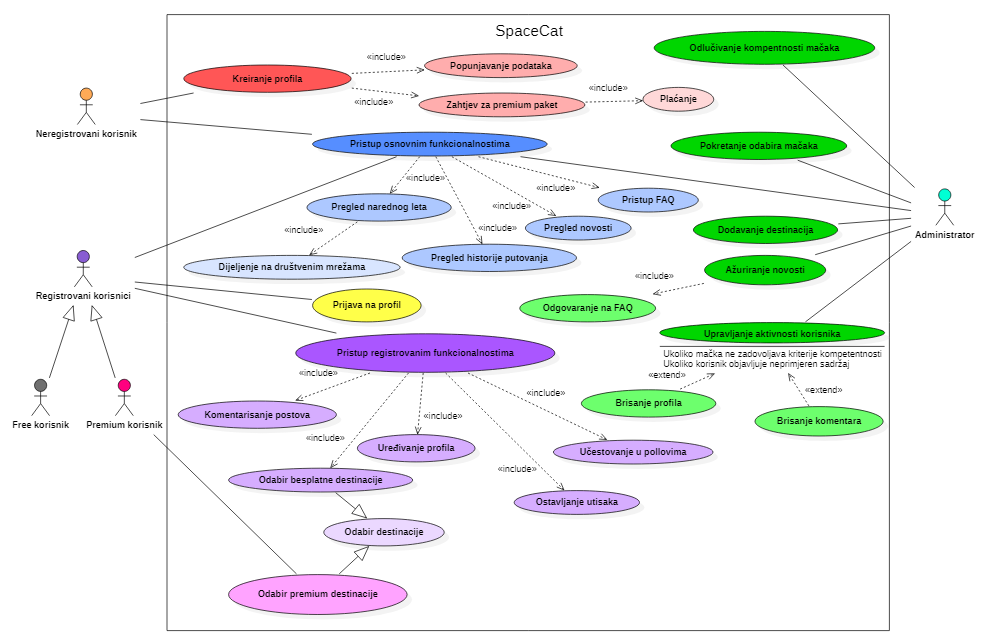 SpaceCat
Odlučivanje kompentnosti mačaka
«include»
Popunjavanje podataka
Kreiranje profila
«include»
Zahtjev za premium paket
«include»
Plaćanje
Neregistrovani korisnik
Pristup osnovnim funkcionalnostima
Pokretanje odabira mačaka
«include»
«include»
Pristup FAQ
Pregled narednog leta
«include»
«include»
«include»
Pregled novosti
Dodavanje destinacija
Administrator
Pregled historije putovanja
Dijeljenje na društvenim mrežama
Ažuriranje novosti
«include»
Registrovani korisnici
Prijava na profil
Odgovaranje na FAQ
Upravljanje aktivnosti korisnika
Ukoliko mačka ne zadovoljava kriterije kompetentnosti
Ukoliko korisnik objavljuje neprimjeren sadržaj
Pristup registrovanim funkcionalnostima
«include»
«extend»
«extend»
«include»
Brisanje profila
Komentarisanje postova
«include»
Brisanje komentara
Free korisnik
Premium korisnik
«include»
Uređivanje profila
Učestovanje u pollovima
«include»
Odabir besplatne destinacije
Ostavljanje utisaka
Odabir destinacije
Odabir premium destinacije